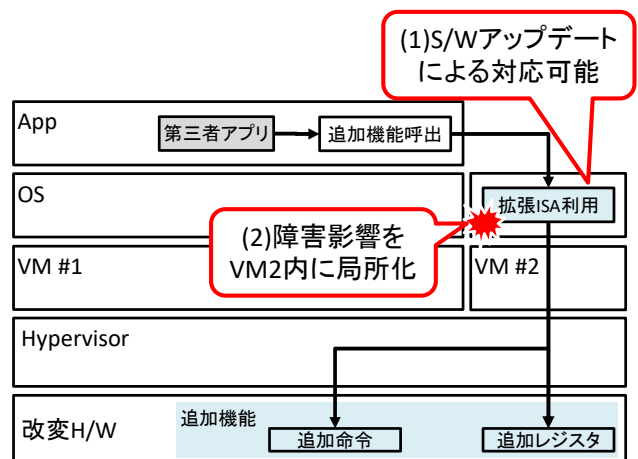 (1)S/Wアップデート
による対応可能
App
第三者アプリ
追加機能呼出
OS
拡張ISA利用
(2)障害影響を
VM2内に局所化
VM #1
VM #2
Hypervisor
改変H/W
追加機能
追加命令
追加レジスタ